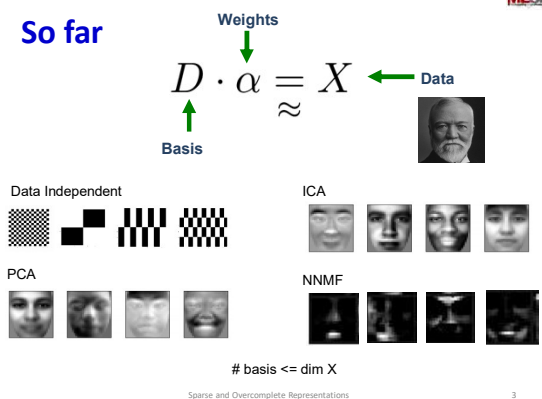 So far
Weights
D · α = X
≈
Data
Basis
Data Independent
ICA
PCA
NNMF
# basis <= dim X
Sparse and Overcomplete Representations
3